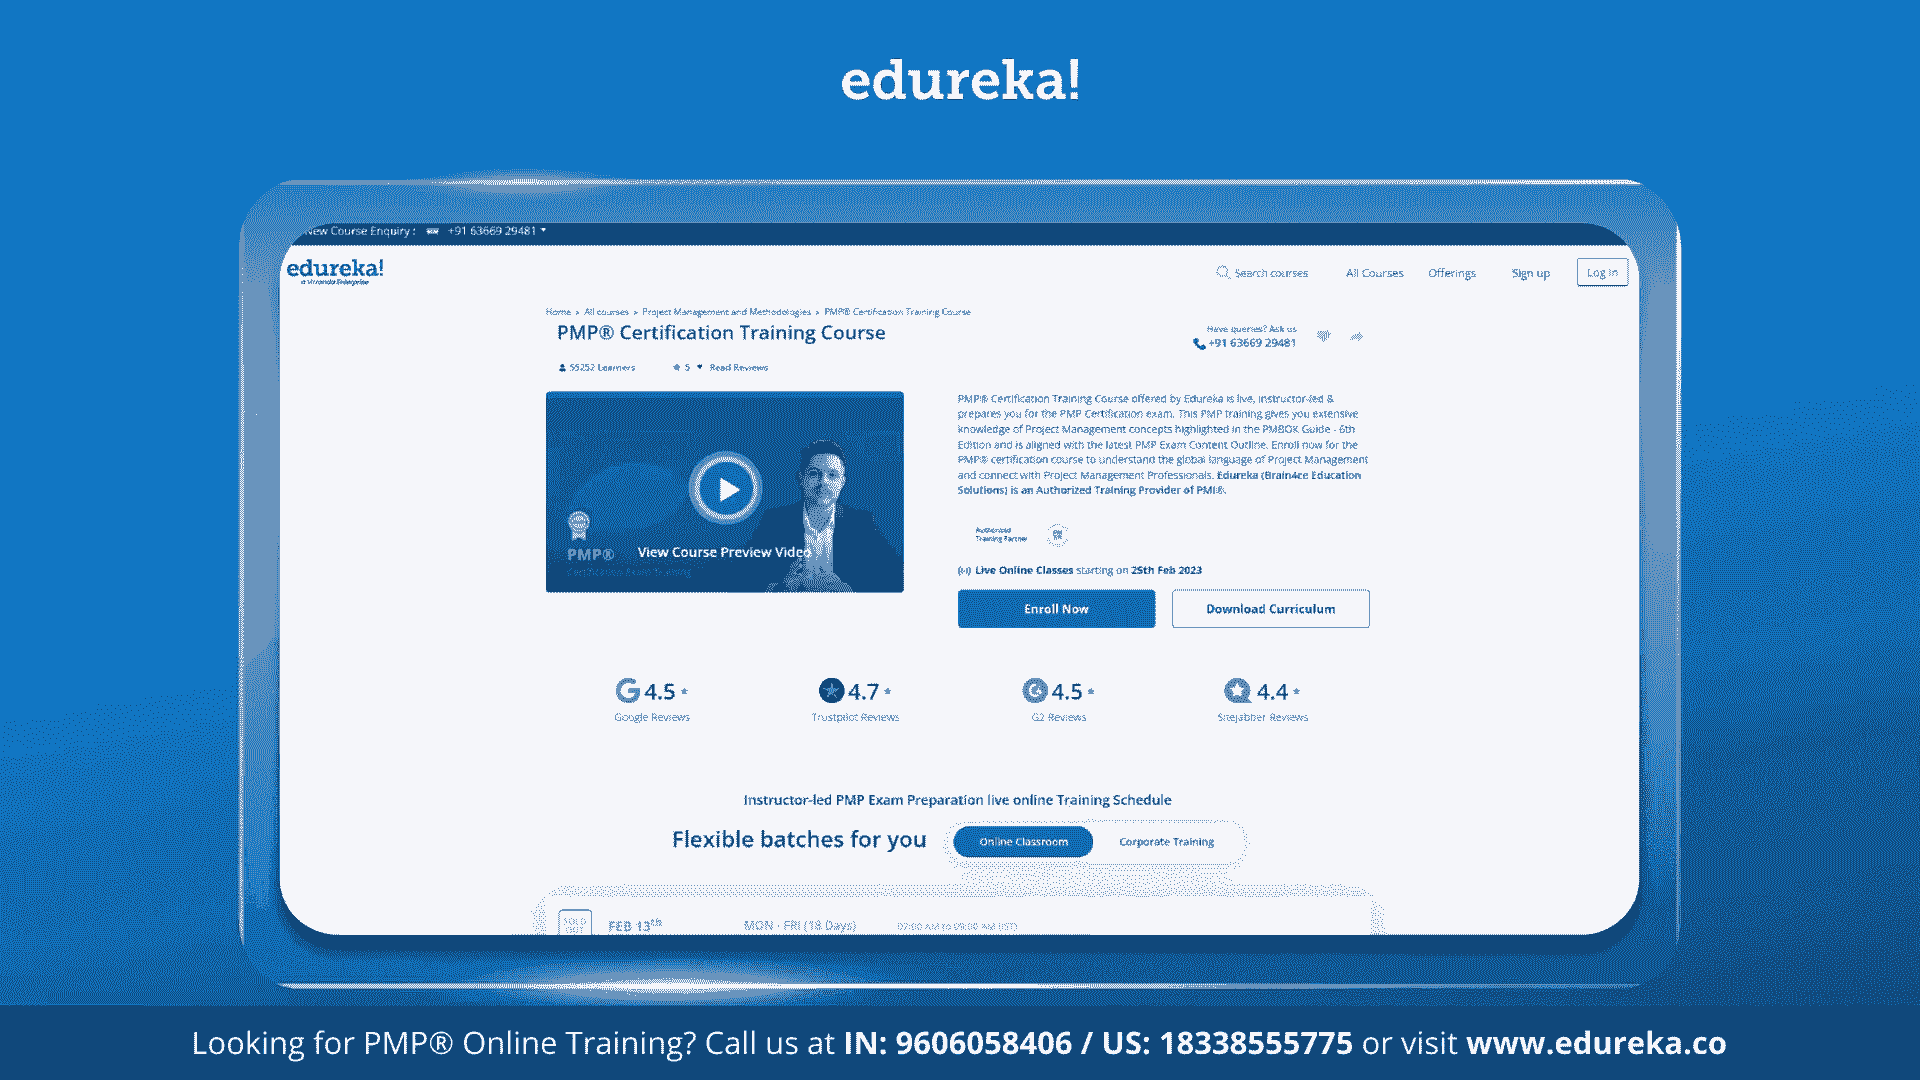 edureka!
New Course Enquiry : +91 63669 29481
edureka!
a Veranda Enterprise
Search courses
All Courses
Offerings
Sign up
Log in
Home > All courses > Project Management and Methodologies > PMP® Certification Training Course
PMP® Certification Training Course
Have queries? Ask us
+91 63669 29481
55252 Learners
5
Read Reviews
PMP® Certification Training Course offered by Edureka is live, instructor-led &
prepares you for the PMP Certification exam. This PMP training gives you extensive
knowledge of Project Management concepts highlighted in the PMBOK Guide - 6th
Edition and is aligned with the latest PMP Exam Content Outline. Enroll now for the
PMP® certification course to understand the global language of Project Management
and connect with Project Management Professionals. Edureka (Brain4ce Education
Solutions) is an Authorized Training Provider of PMI®.
PMP®
View Course Preview Video
Certification Exam Training
Authorized
Training Partner
Live Online Classes starting on 25th Feb 2023
Enroll Now
Download Curriculum
4.5
Google Reviews
4.7
Trustpilot Reviews
4.5
G2 Reviews
4.4
Sitejabber Reviews
Instructor-led PMP Exam Preparation live online Training Schedule
Flexible batches for you
Online Classroom
Corporate Training
SOLD
OUT
FEB 13th
MON - FRI (18 Days)
07:00 AM to 09:00 AM (IST)
Looking for PMP® Online Training? Call us at IN: 9606058406 / US: 18338555775 or visit www.edureka.co